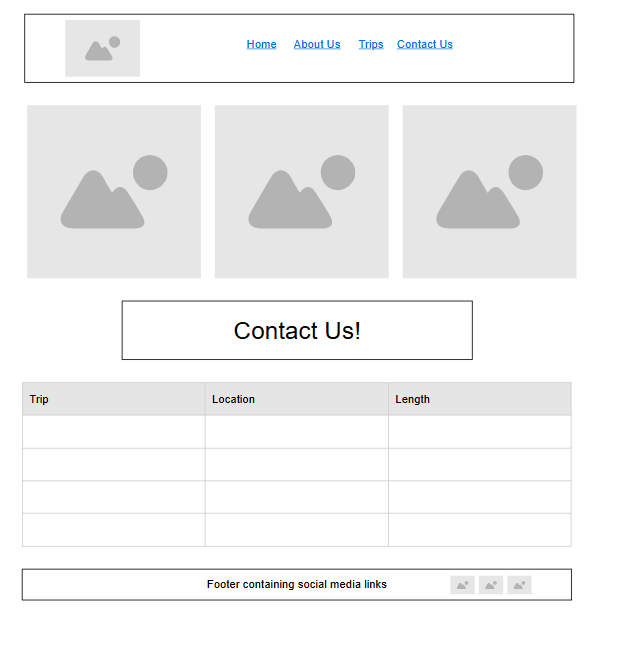 Home About Us Trips Contact Us
Contact Us!
Trip Location Length
Footer containing social media links